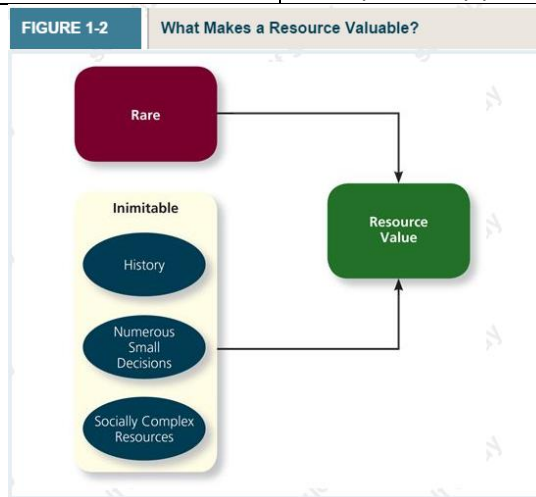 FIGURE 1-2
What Makes a Resource Valuable?
Rare
Inimitable
History
Numerous
Small
Decisions
Socially Complex
Resources
Resource
Value